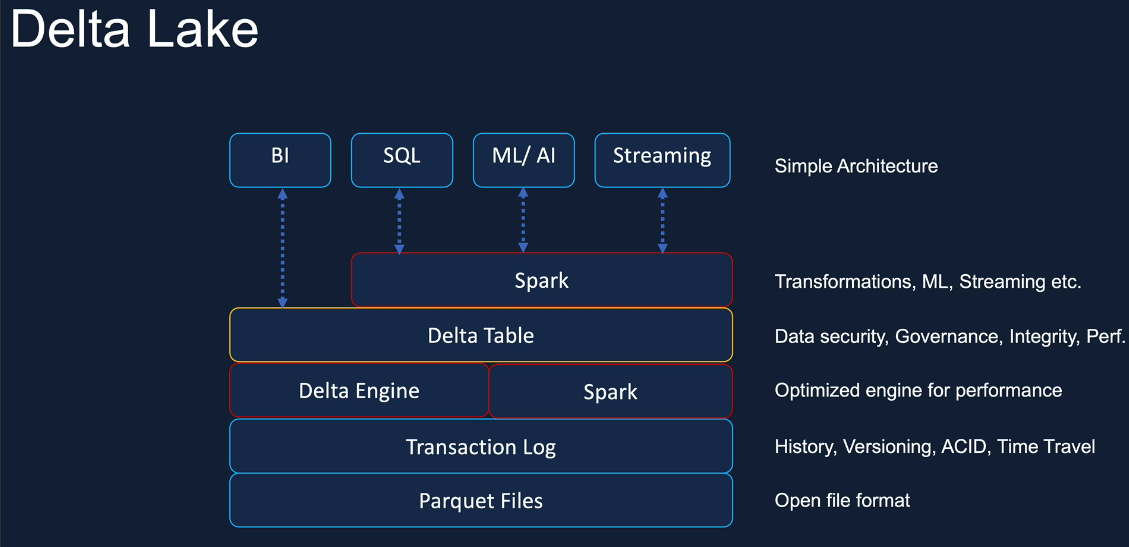 Delta Lake
BI
SQL
ML/ AI
Streaming
Simple Architecture
Spark
Transformations, ML, Streaming etc.
Delta Table
Data security, Governance, Integrity, Perf.
Delta Engine
Spark
Optimized engine for performance
Transaction Log
History, Versioning, ACID, Time Travel
Parquet Files
Open file format